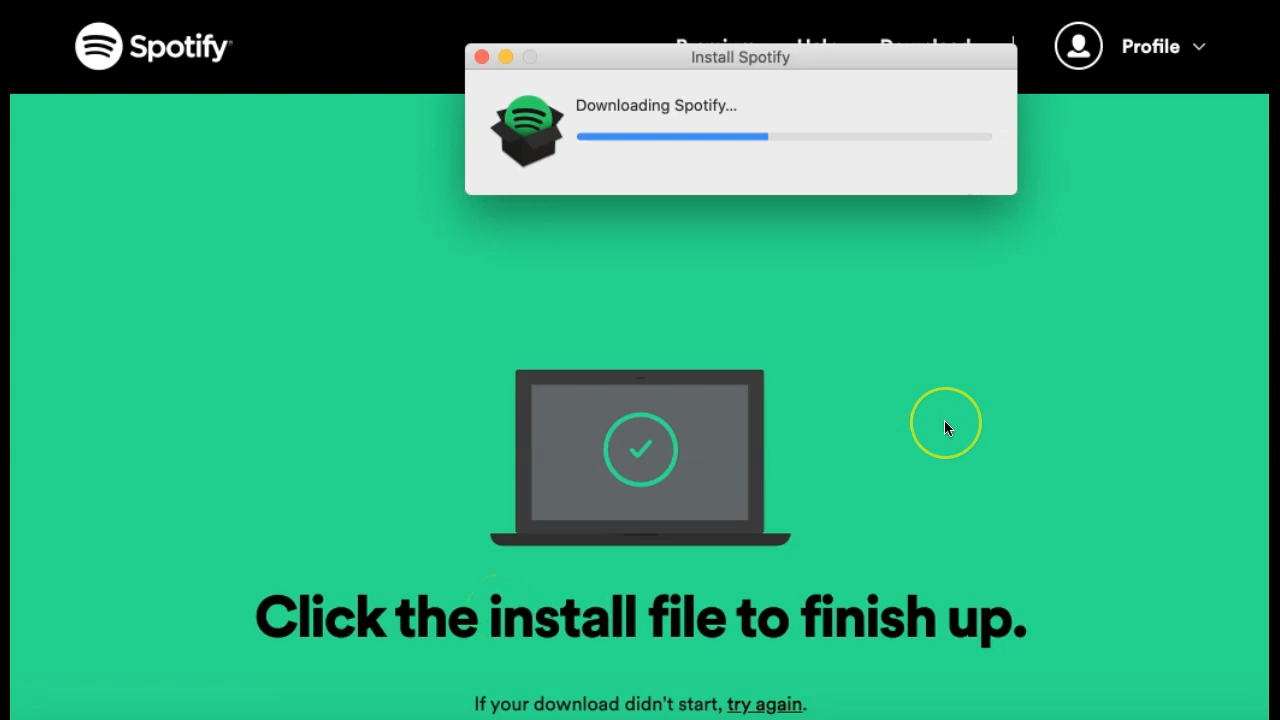 Spotify
Profile
Install Spotify
Downloading Spotify...
Click the install file to finish up.
If your download didn't start, try again.